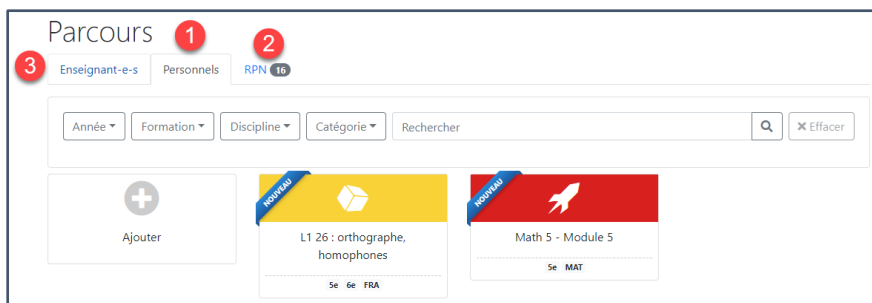 Parcours
1
2
3
Enseignant-e-s Personnels RPN 16
Année Formation Discipline Catégorie Rechercher Effacer
NOUVEAU NOUVEAU
Ajouter L1 26 : orthographe, Math 5 - Module 5
homophones
5e 6e FRA 5e MAT